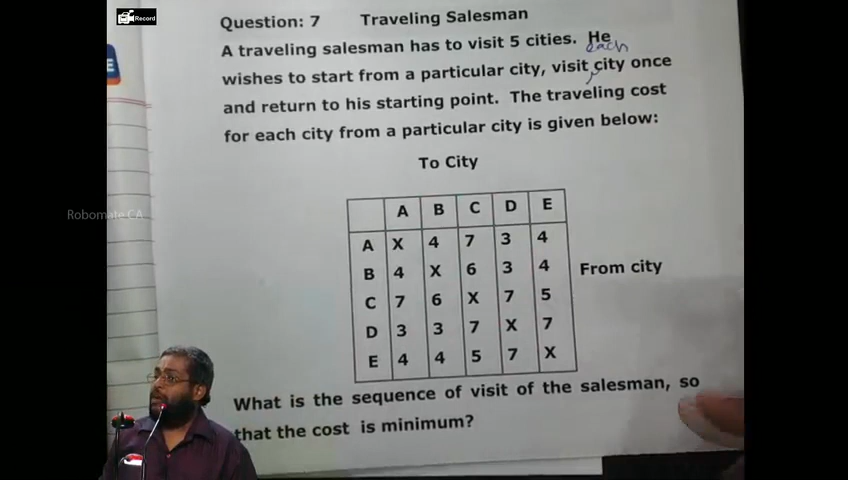 Record
Question: 7 Traveling Salesman
A traveling salesman has to visit 5 cities. He
each
wishes to start from a particular city, visit city once
and return to his starting point. The traveling cost
for each city from a particular city is given below:
To City
A B C D E
A X 4 7 3 4
B 4 X 6 3 4 From city
C 7 6 X 7 5
D 3 3 7 X 7
E 4 4 5 7 X
What is the sequence of visit of the salesman, so
that the cost is minimum?
Robomate CA
E